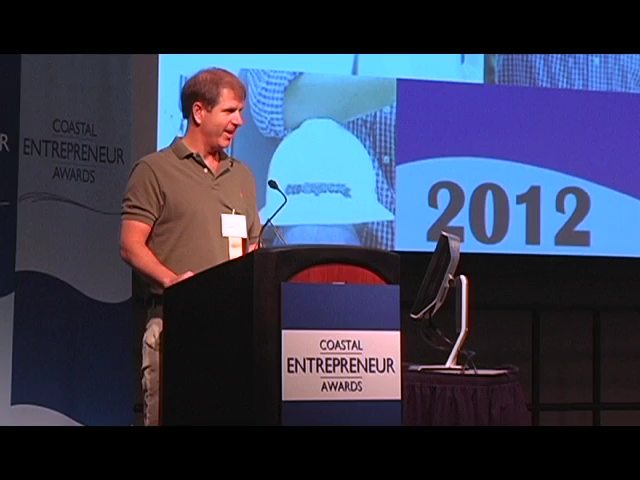 COASTAL
ENTREPRENEUR
AWARDS
2012
COASTAL
ENTREPRENEUR
AWARDS